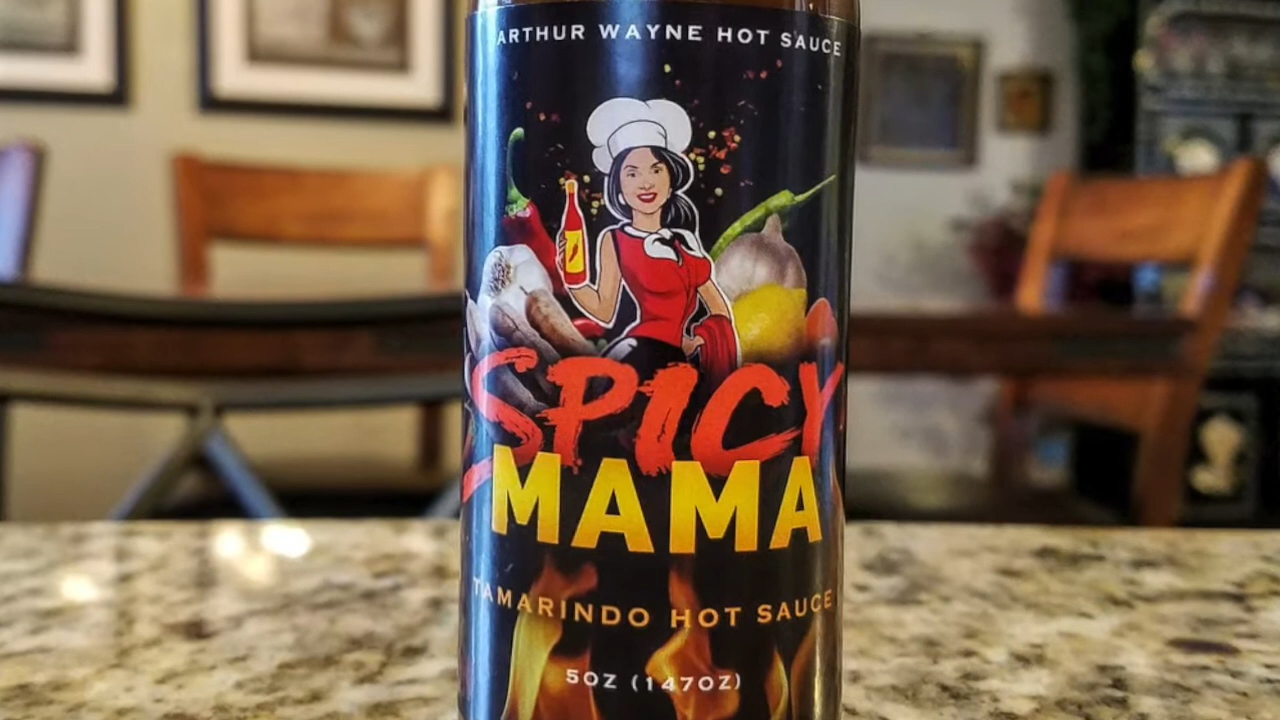 ARTHUR WAYNE HOT SAUCE
SPICY
MAMA
TAMARINDO HOT SAUCE
5OZ (147OZ)